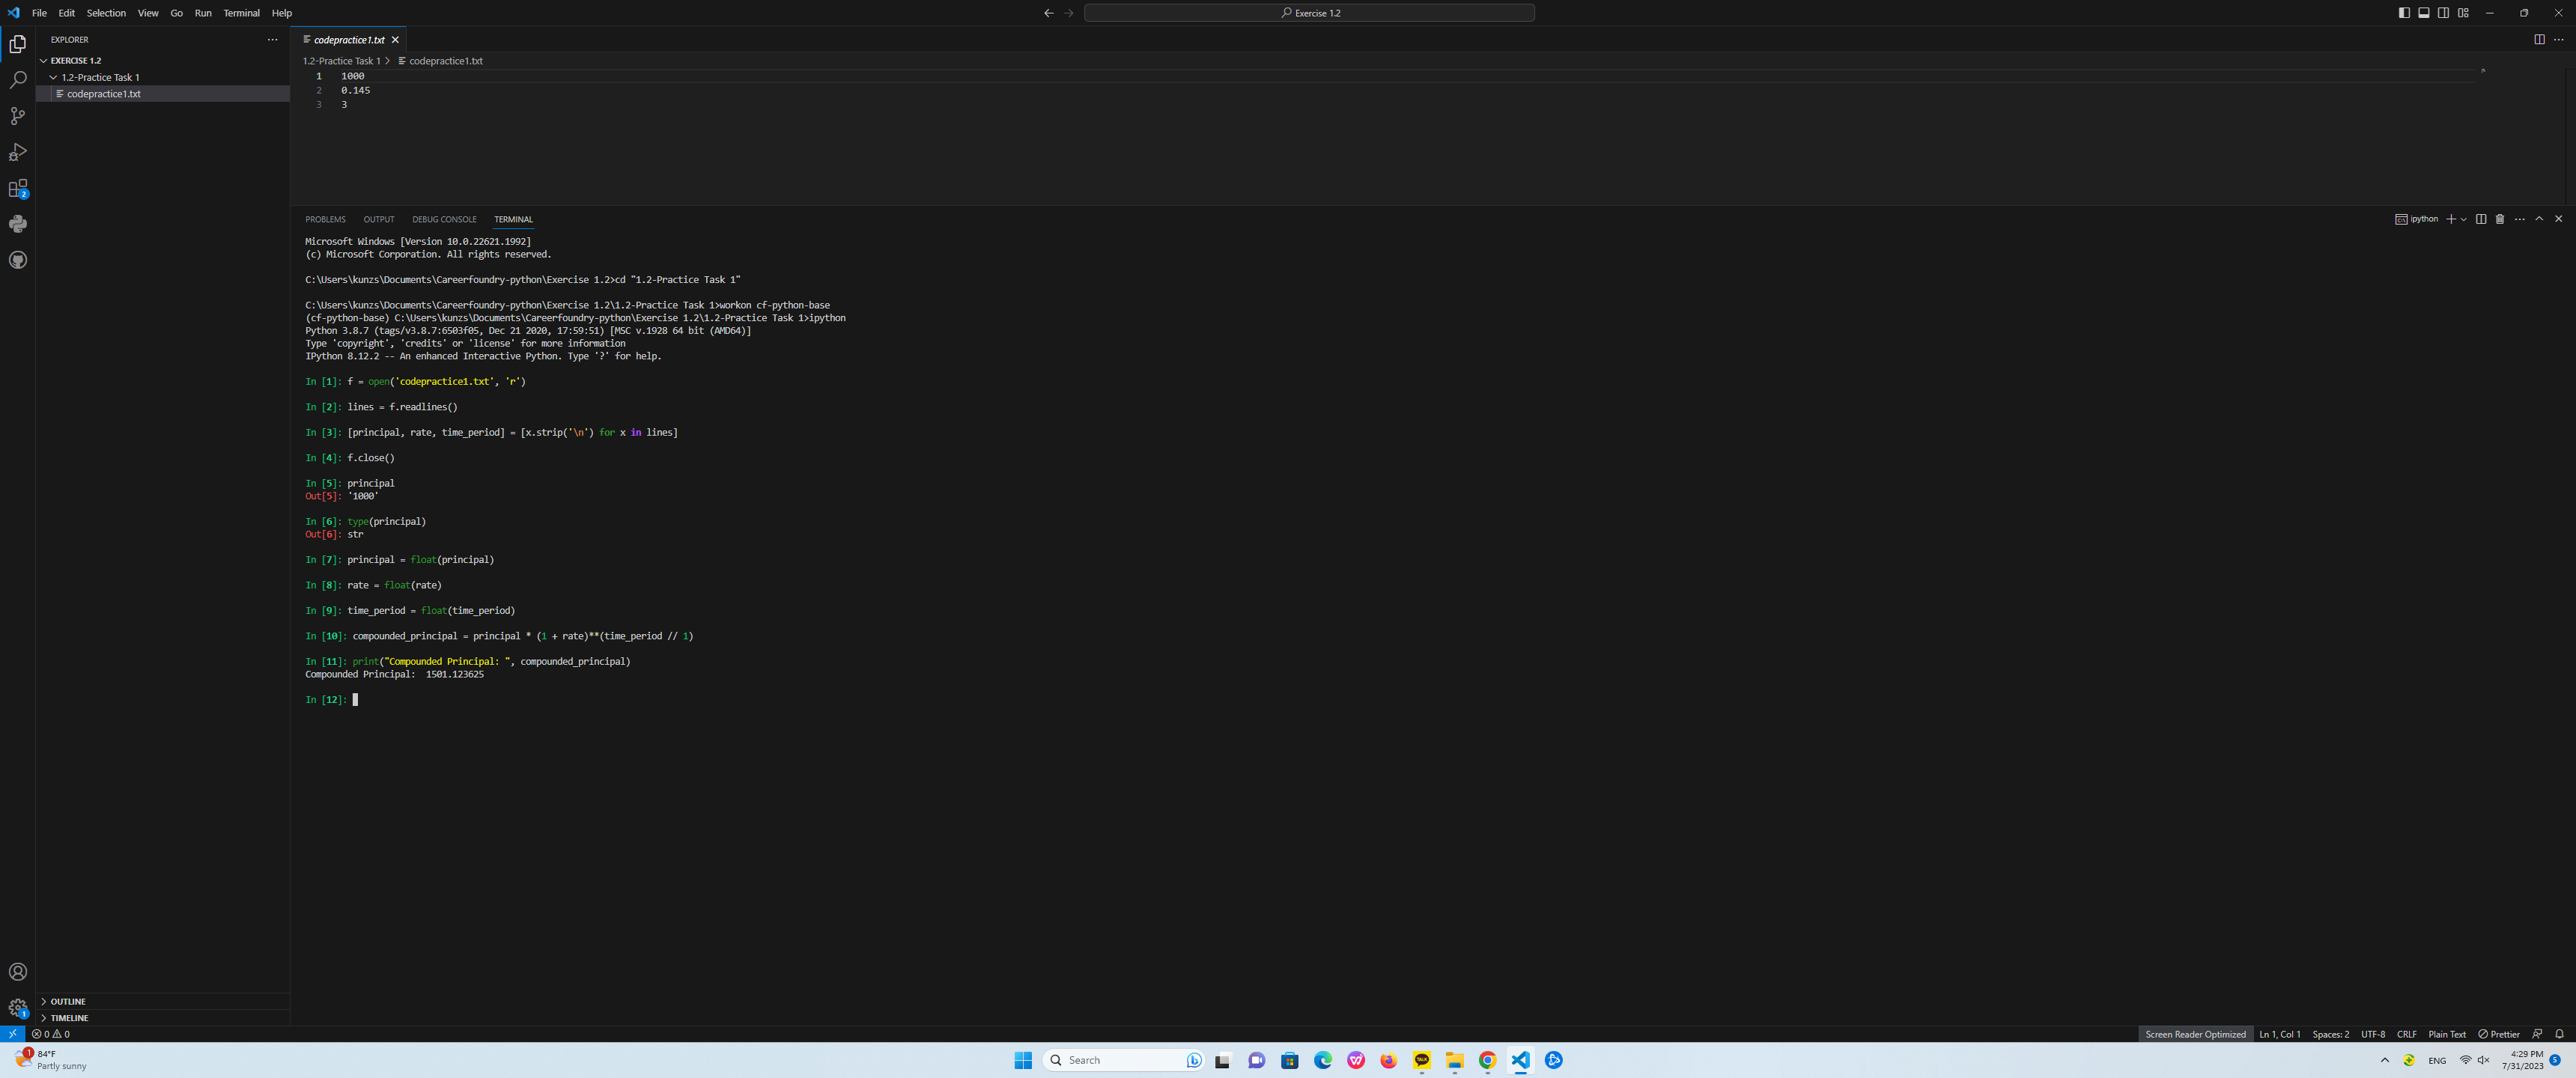 File Edit Selection View Go Run Terminal Help
Exercise 1.2
EXPLORER
EXERCISE 1.2
1.2-Practice Task 1
codepractice1.txt
2
codepractice1.txt
1.2-Practice Task 1 > codepractice1.txt
1 1000
2 0.145
3 3
PROBLEMS OUTPUT DEBUG CONSOLE TERMINAL
ipython
Microsoft Windows [Version 10.0.22621.1992]
(c) Microsoft Corporation. All rights reserved.
C:\Users\kunzs\Documents\Careerfoundry-python\Exercise 1.2>cd "1.2-Practice Task 1"
C:\Users\kunzs\Documents\Careerfoundry-python\Exercise 1.2\1.2-Practice Task 1>workon cf-python-base
(cf-python-base) C:\Users\kunzs\Documents\Careerfoundry-python\Exercise 1.2\1.2-Practice Task 1>ipython
Python 3.8.7 (tags/v3.8.7:6503f05, Dec 21 2020, 17:59:51) [MSC v.1928 64 bit (AMD64)]
Type 'copyright', 'credits' or 'license' for more information
IPython 8.12.2 -- An enhanced Interactive Python. Type '?' for help.
In [1]: f = open('codepractice1.txt', 'r')
In [2]: lines = f.readlines()
In [3]: [principal, rate, time_period] = [x.strip('\n') for x in lines]
In [4]: f.close()
In [5]: principal
Out[5]: '1000'
In [6]: type(principal)
Out[6]: str
In [7]: principal = float(principal)
In [8]: rate = float(rate)
In [9]: time_period = float(time_period)
In [10]: compounded_principal = principal * (1 + rate)**(time_period // 1)
In [11]: print("Compounded Principal: ", compounded_principal)
Compounded Principal:  1501.123625
In [12]:
OUTLINE
TIMELINE
1
0 0
Screen Reader Optimized Ln 1, Col 1 Spaces: 2 UTF-8 CRLF Plain Text Prettier
1
84°F
Partly sunny
Search
TALK
ENG
4:29 PM
7/31/2023
5